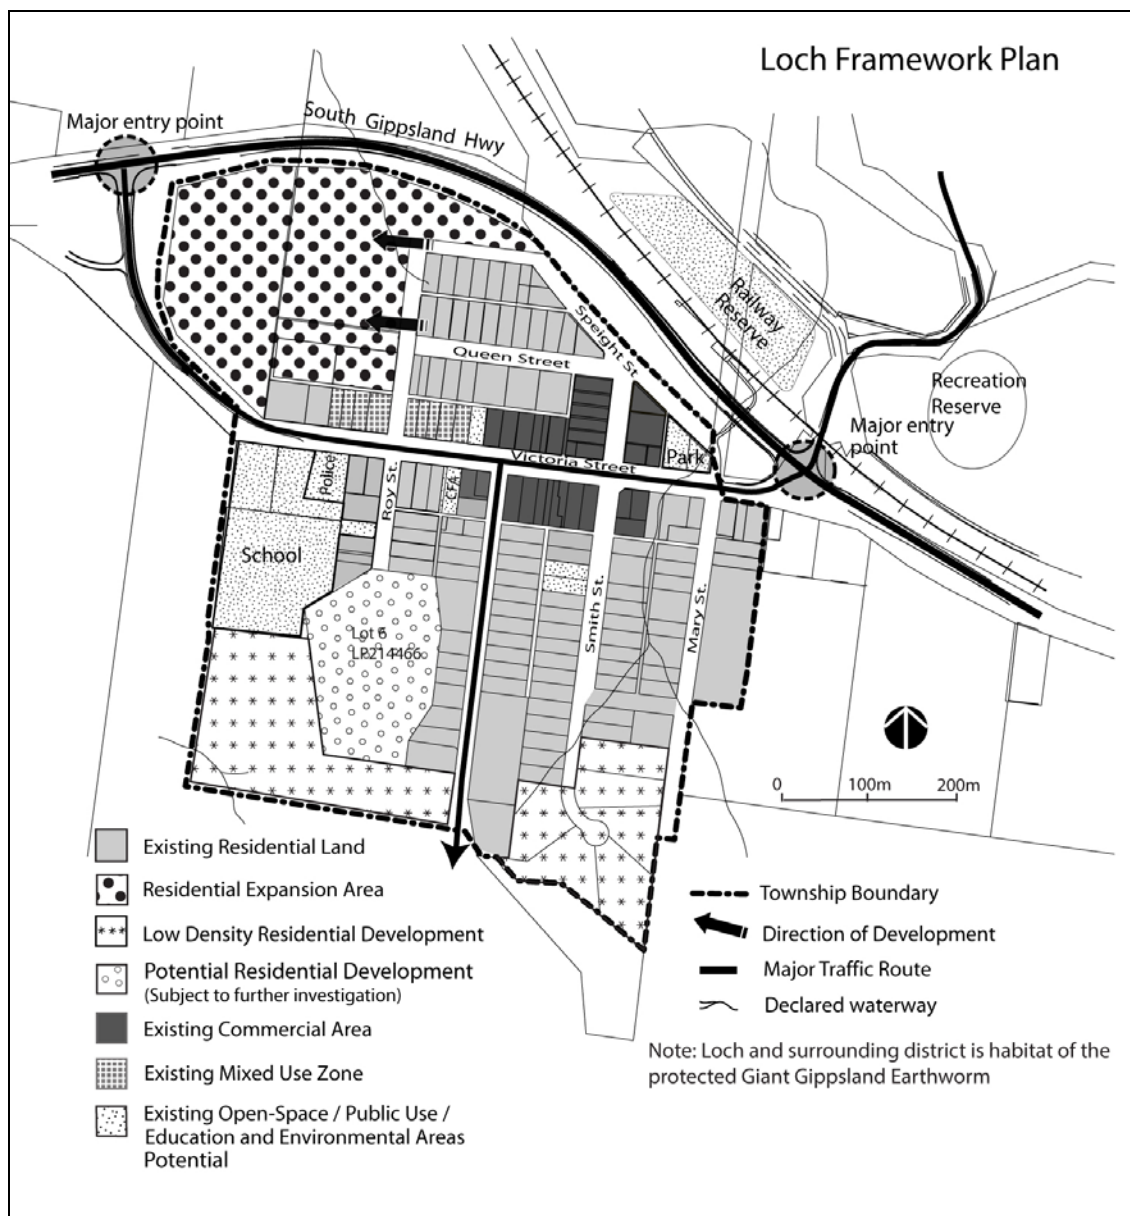 Loch Framework Plan
Major entry point
South Gippsland Hwy
Railway
Reserve
Speight St.
Queen Street
Recreation
Reserve
Major entry
point
Victoria Street
Park
Police
Roy St.
CFA
School
Smith St.
Mary St.
Lot 6
LP214466
0 100m 200m
Existing Residential Land
Residential Expansion Area
Low Density Residential Development
Potential Residential Development
(Subject to further investigation)
Existing Commercial Area
Existing Mixed Use Zone
Existing Open-Space / Public Use /
Education and Environmental Areas
Potential
Township Boundary
Direction of Development
Major Traffic Route
Declared waterway
Note: Loch and surrounding district is habitat of the
protected Giant Gippsland Earthworm